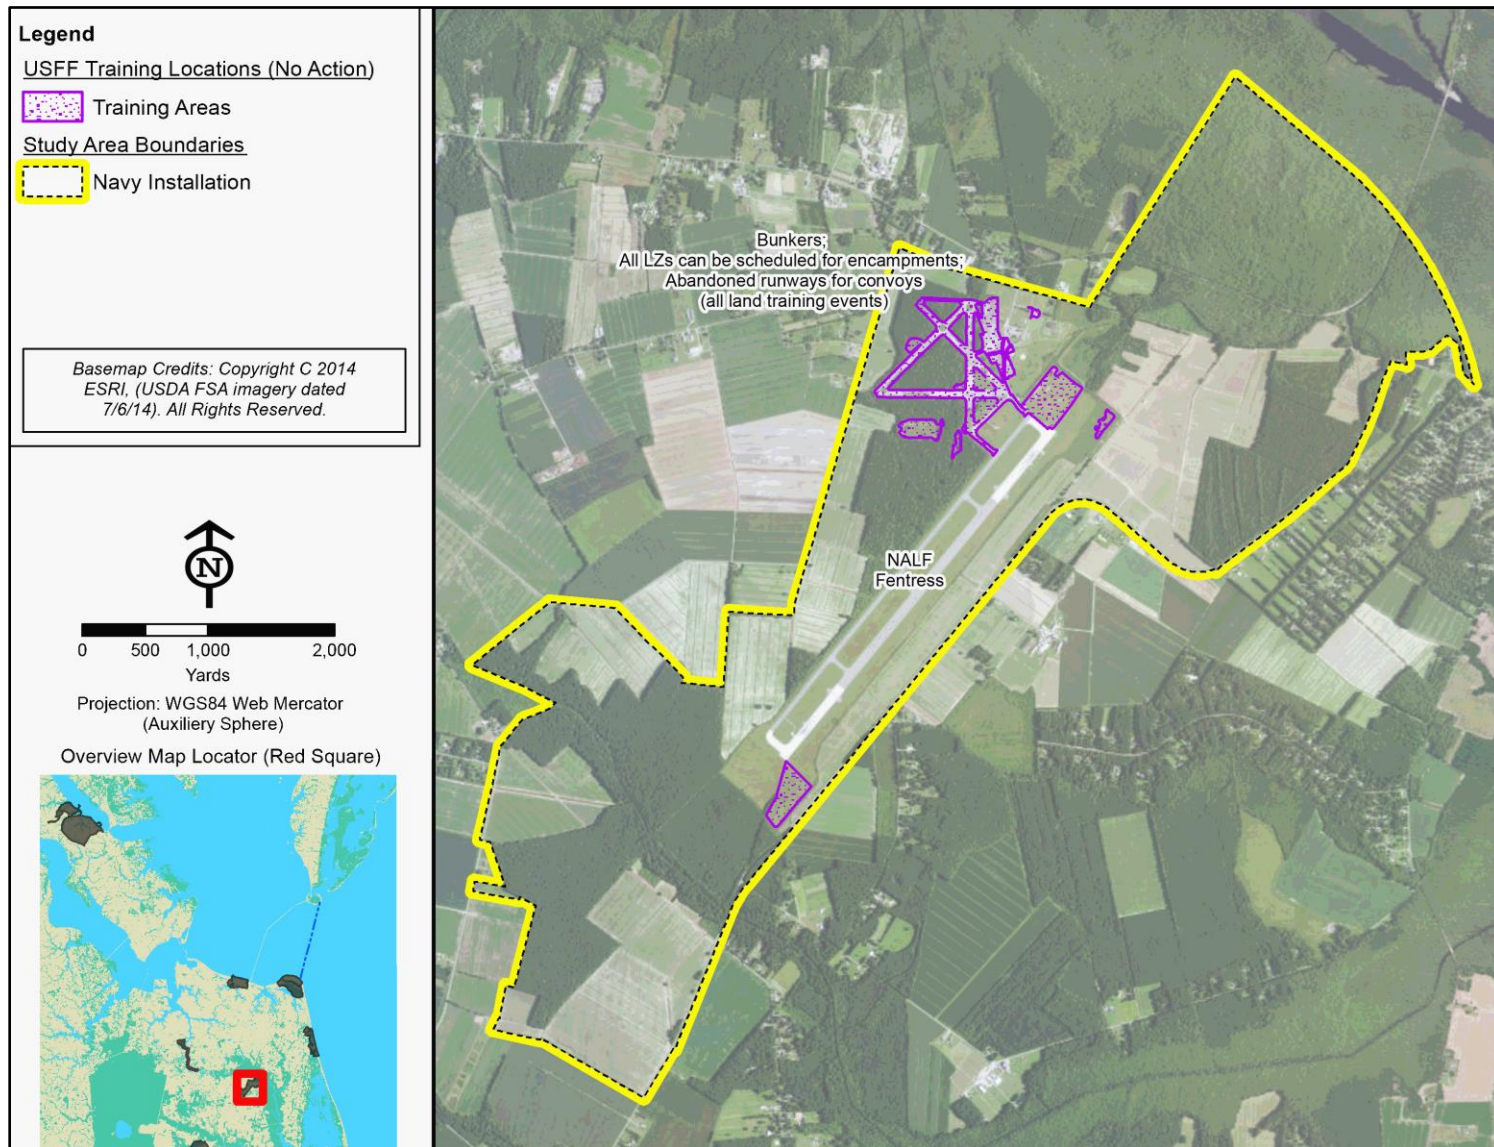 Legend
USFF Training Locations (No Action)
Training Areas
Study Area Boundaries
Navy Installation
Basemap Credits: Copyright C 2014
ESRI, (USDA FSA imagery dated
7/6/14). All Rights Reserved.
N
0 500 1,000 2,000
Yards
Projection: WGS84 Web Mercator
(Auxiliery Sphere)
Overview Map Locator (Red Square)
Bunkers;
All LZs can be scheduled for encampments;
Abandoned runways for convoys
(all land training events)
NALF
Fentress